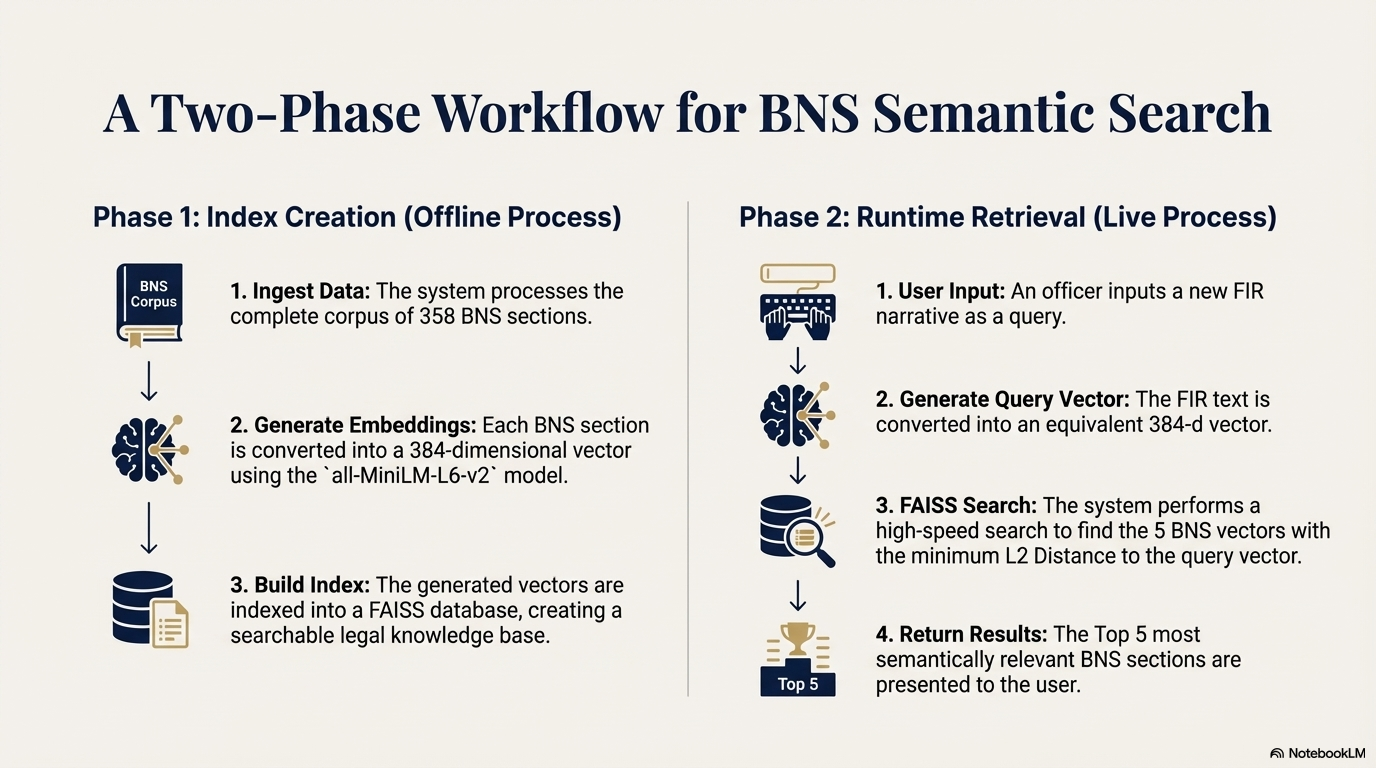 A Two-Phase Workflow for BNS Semantic Search
Phase 1: Index Creation (Offline Process)
BNS
Corpus
1. Ingest Data: The system processes the
complete corpus of 358 BNS sections.
2. Generate Embeddings: Each BNS section
is converted into a 384-dimensional vector
using the `all-MiniLM-L6-v2` model.
3. Build Index: The generated vectors are
indexed into a FAISS database, creating a
searchable legal knowledge base.
Phase 2: Runtime Retrieval (Live Process)
1. User Input: An officer inputs a new FIR
narrative as a query.
2. Generate Query Vector: The FIR text is
converted into an equivalent 384-d vector.
3. FAISS Search: The system performs a
high-speed search to find the 5 BNS vectors with
the minimum L2 Distance to the query vector.
Top 5
4. Return Results: The Top 5 most
semantically relevant BNS sections are
presented to the user.
NotebookLM